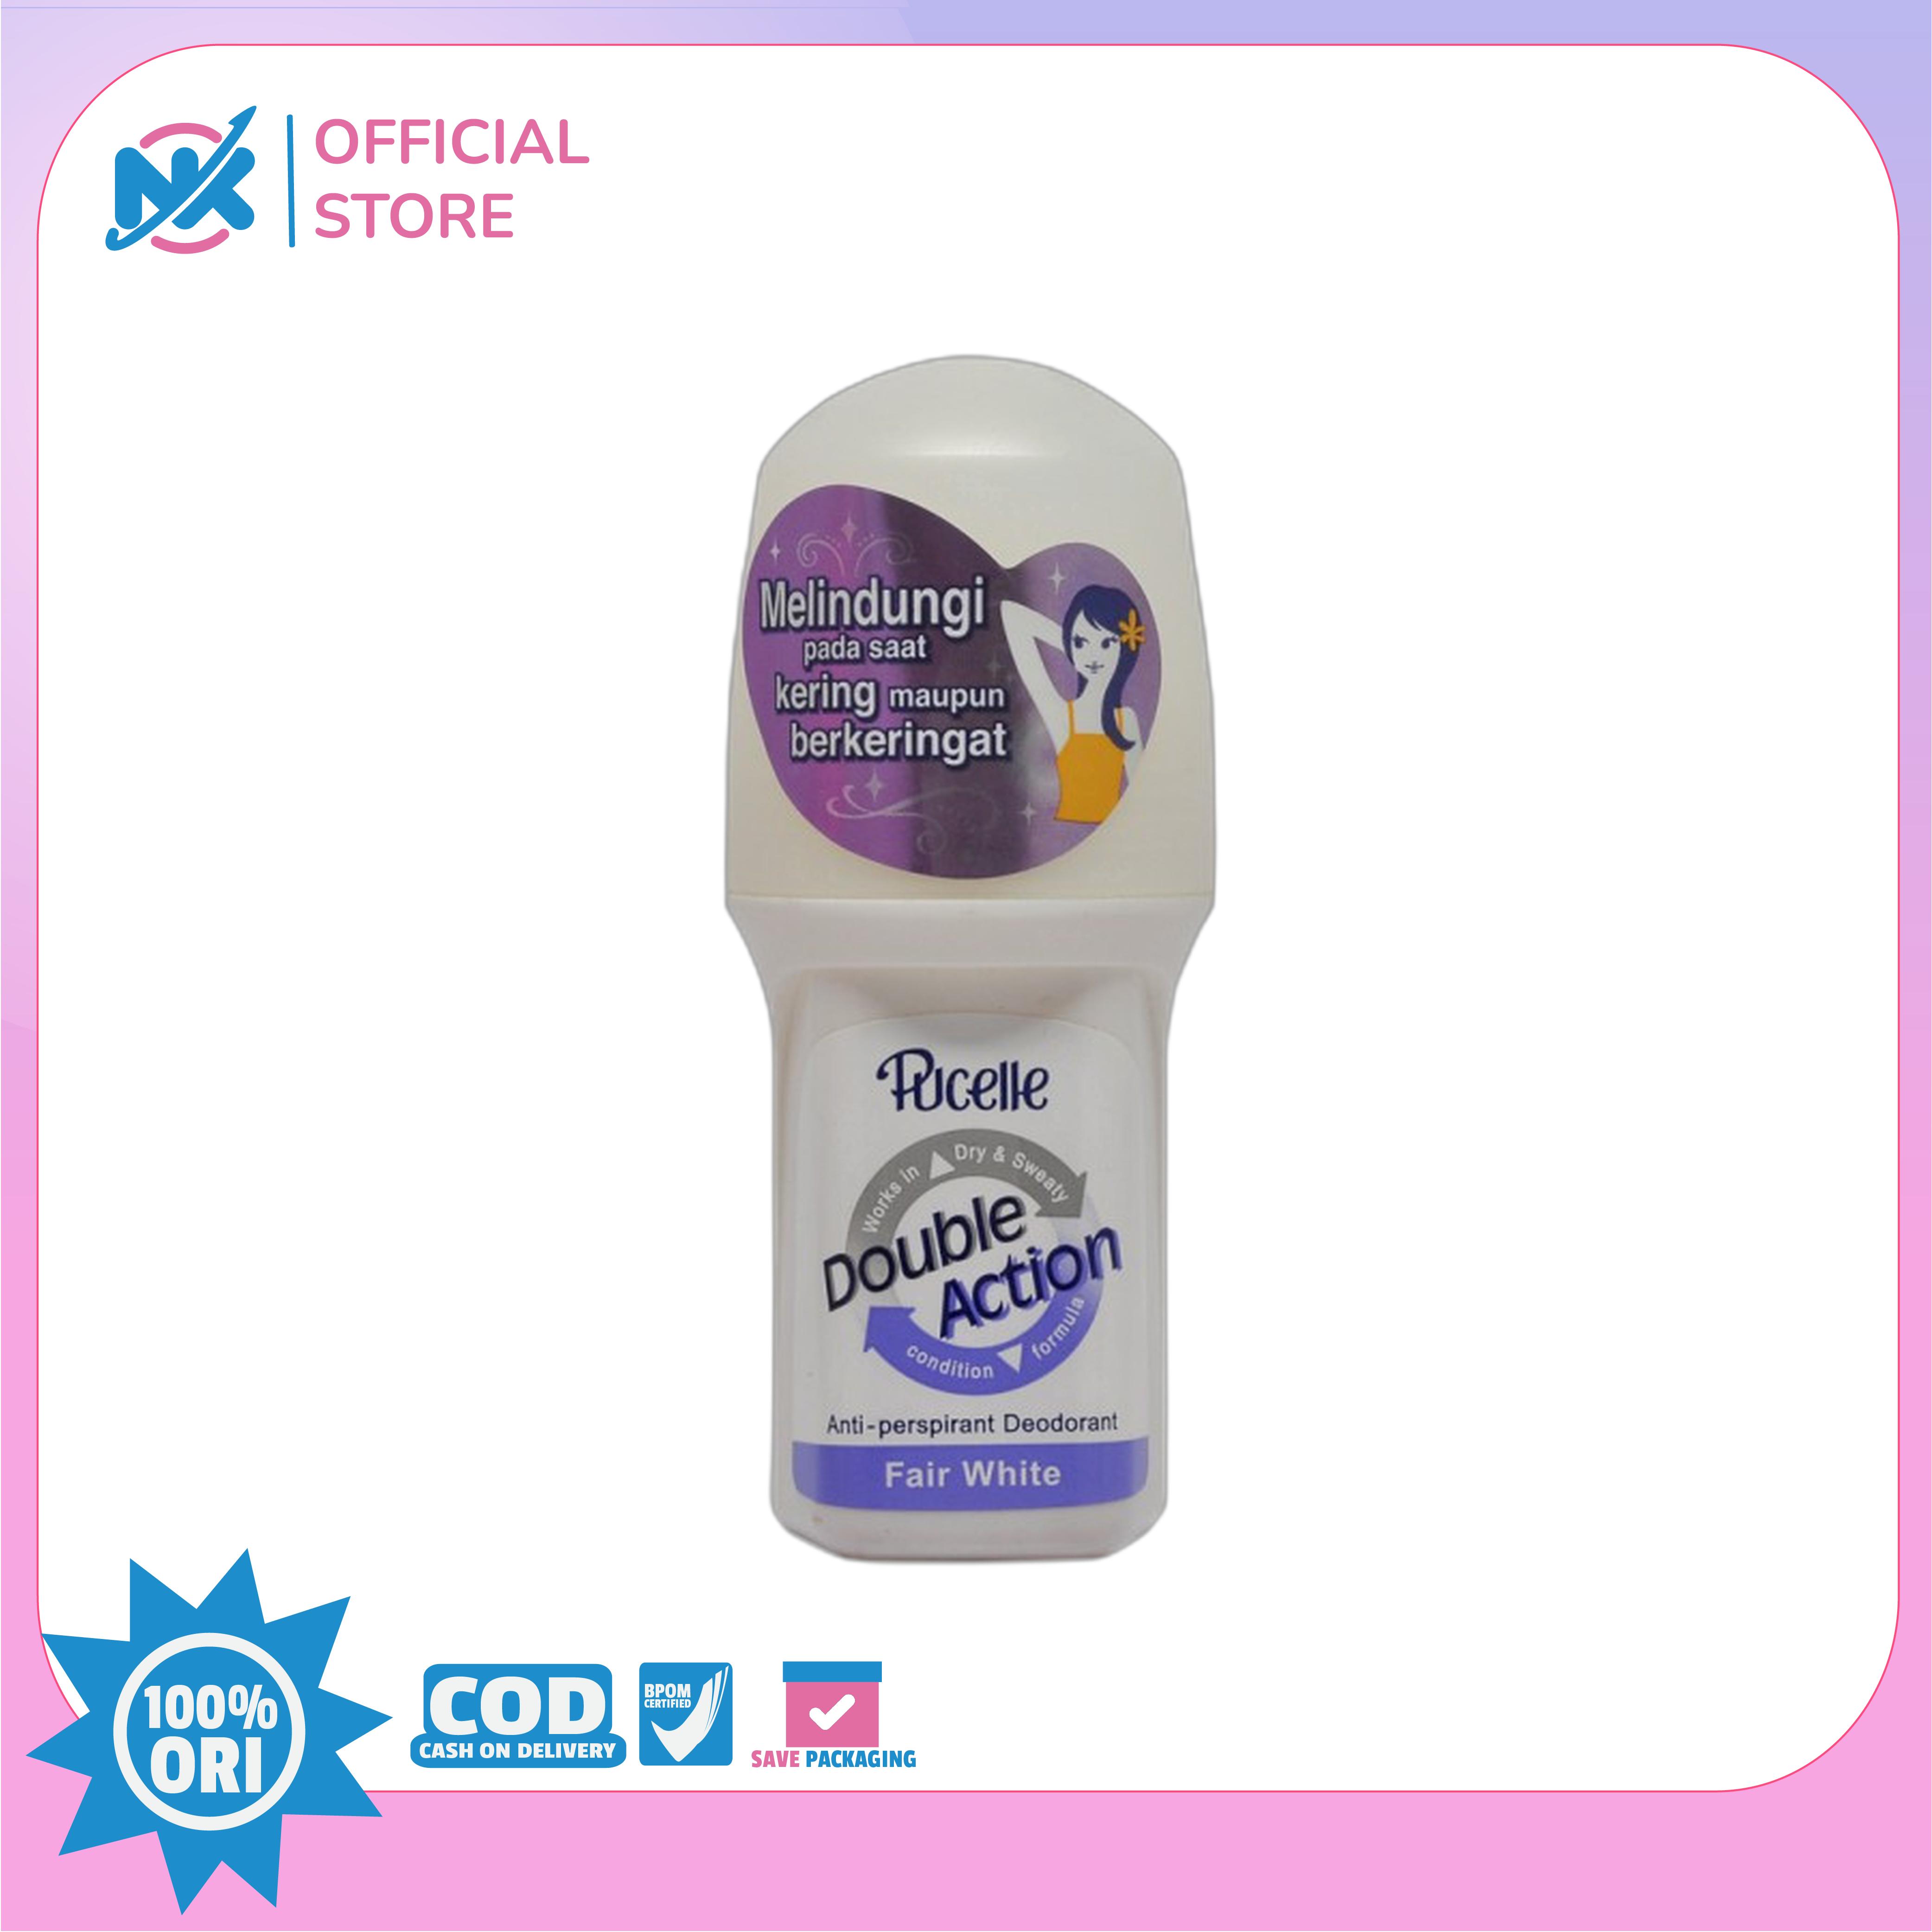 NK
OFFICIAL
STORE
Melindungi
pada saat
kering maupun
berkeringat
Pucelle
Works in Dry & Sweaty
Double
Action
condition formula
Anti-perspirant Deodorant
Fair White
100%
ORI
COD
CASH ON DELIVERY
BPOM
CERTIFIED
SAVE PACKAGING